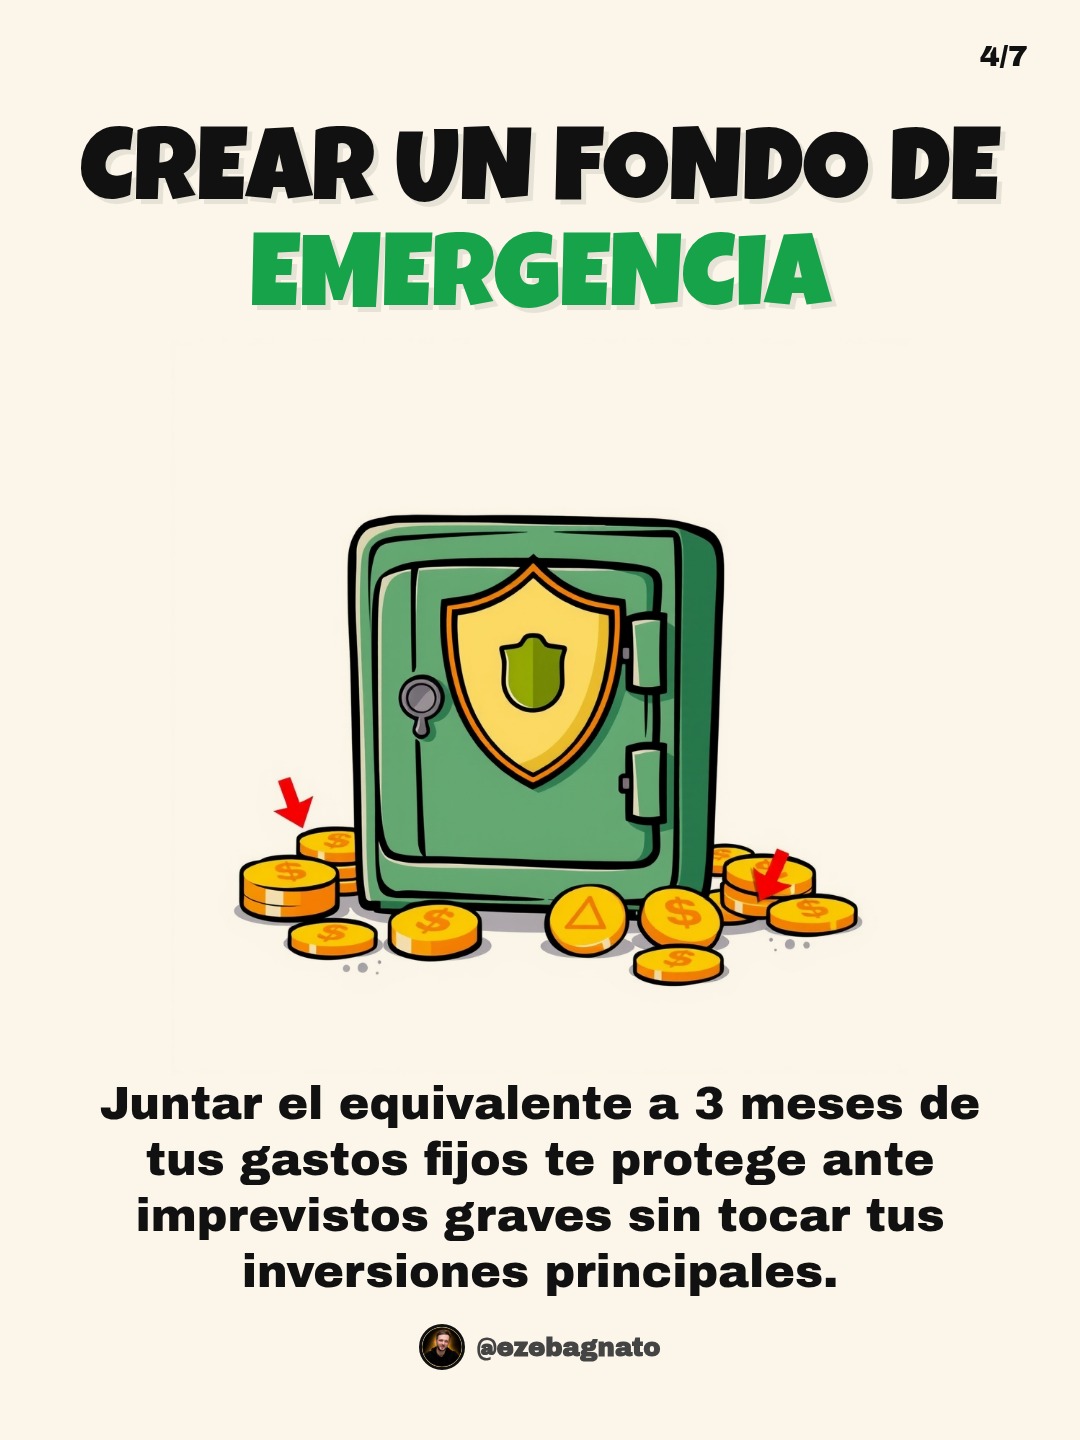 4/7
CREAR UN FONDO DE
EMERGENCIA
$
$
$
$
$
$
$
$
$
Juntar el equivalente a 3 meses de
tus gastos fijos te protege ante
imprevistos graves sin tocar tus
inversiones principales.
@ezebagnato